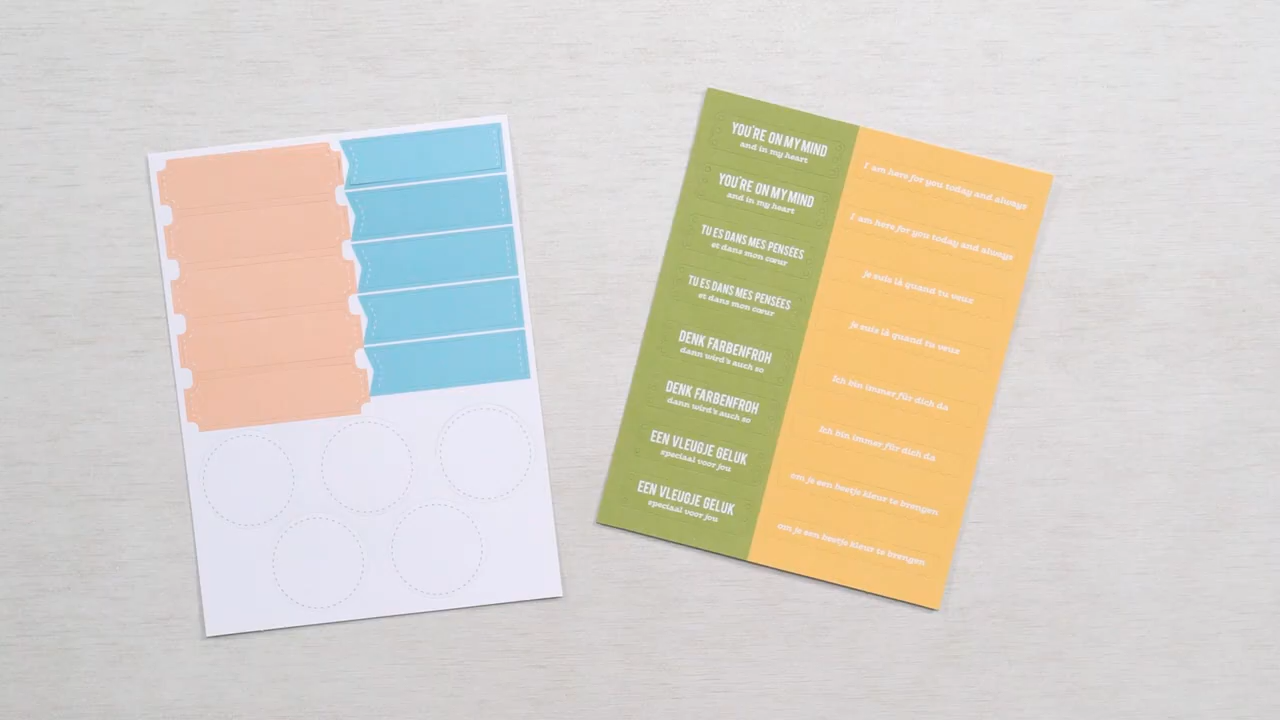 YOU'RE ON MY MIND
and in my heart
YOU'RE ON MY MIND
and in my heart
TU ES DANS MES PENSÉES
et dans mon cœur
TU ES DANS MES PENSÉES
et dans mon cœur
DENK FARBENFROH
dann wird's auch so
DENK FARBENFROH
dann wird's auch so
EEN VLEUGJE GELUK
speciaal voor jou
EEN VLEUGJE GELUK
speciaal voor jou
I am here for you today and always
I am here for you today and always
je suis là quand tu veux
je suis là quand tu veux
Ich bin immer für dich da
Ich bin immer für dich da
om je een beetje kleur te brengen
om je een beetje kleur te brengen